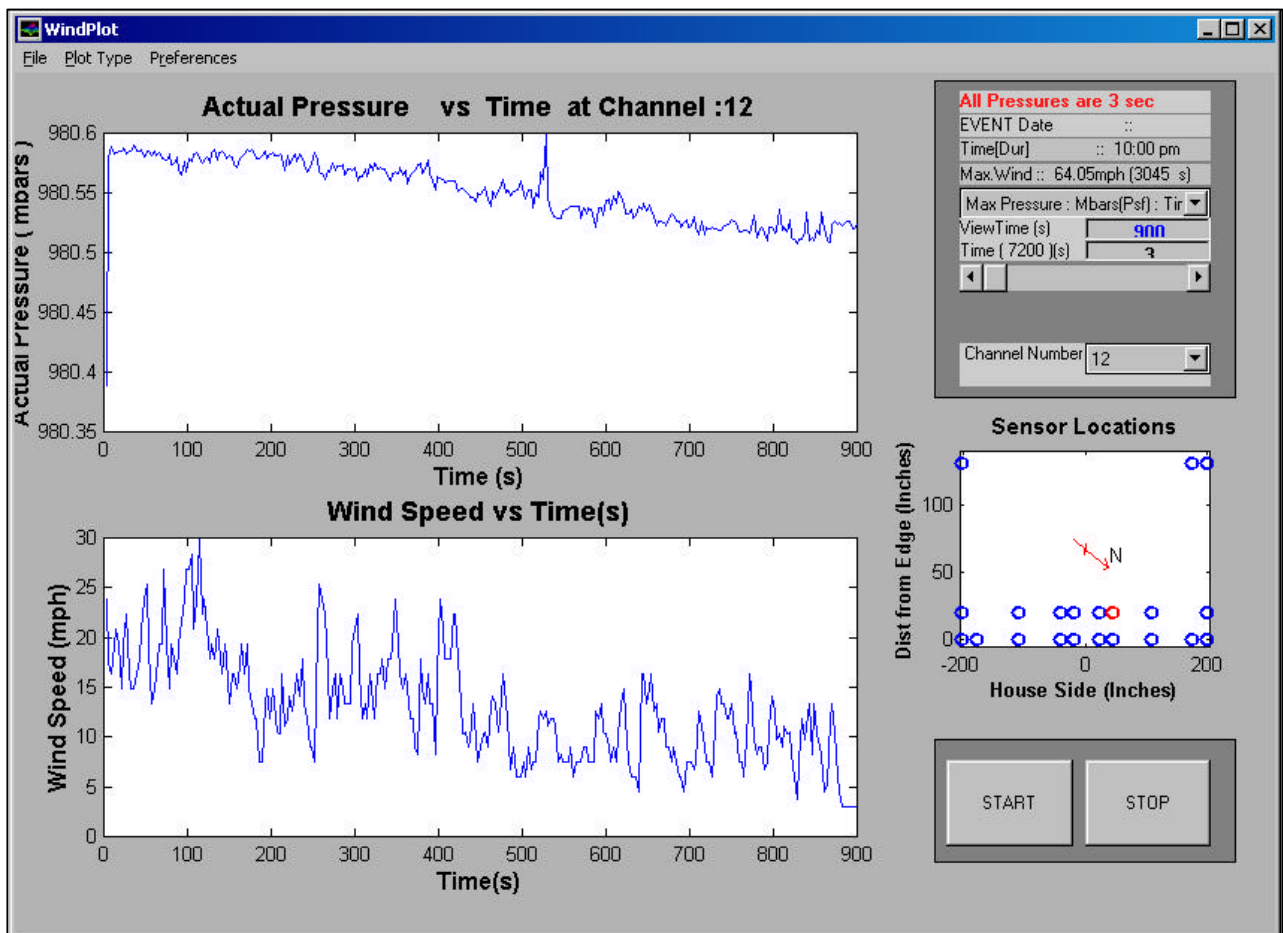 WindPlot
File Plot Type Preferences
Actual Pressure vs Time at Channel :12
Actual Pressure ( mbars )
980.6
980.55
980.5
980.45
980.4
980.35
0 100 200 300 400 500 600 700 800 900
Time (s)
Wind Speed vs Time(s)
Wind Speed (mph)
30
25
20
15
10
5
0
0 100 200 300 400 500 600 700 800 900
Time(s)
All Pressures are 3 sec
EVENT Date ::
Time[Dur] :: 10:00 pm
Max.Wind :: 64.05mph (3045 s)
Max Pressure : Mbars(Psf) : Tir
ViewTime (s) 900
Time ( 7200 )(s) 3
Channel Number 12
Sensor Locations
Dist from Edge (Inches)
100
50
0
N
-200 0 200
House Side (Inches)
START STOP